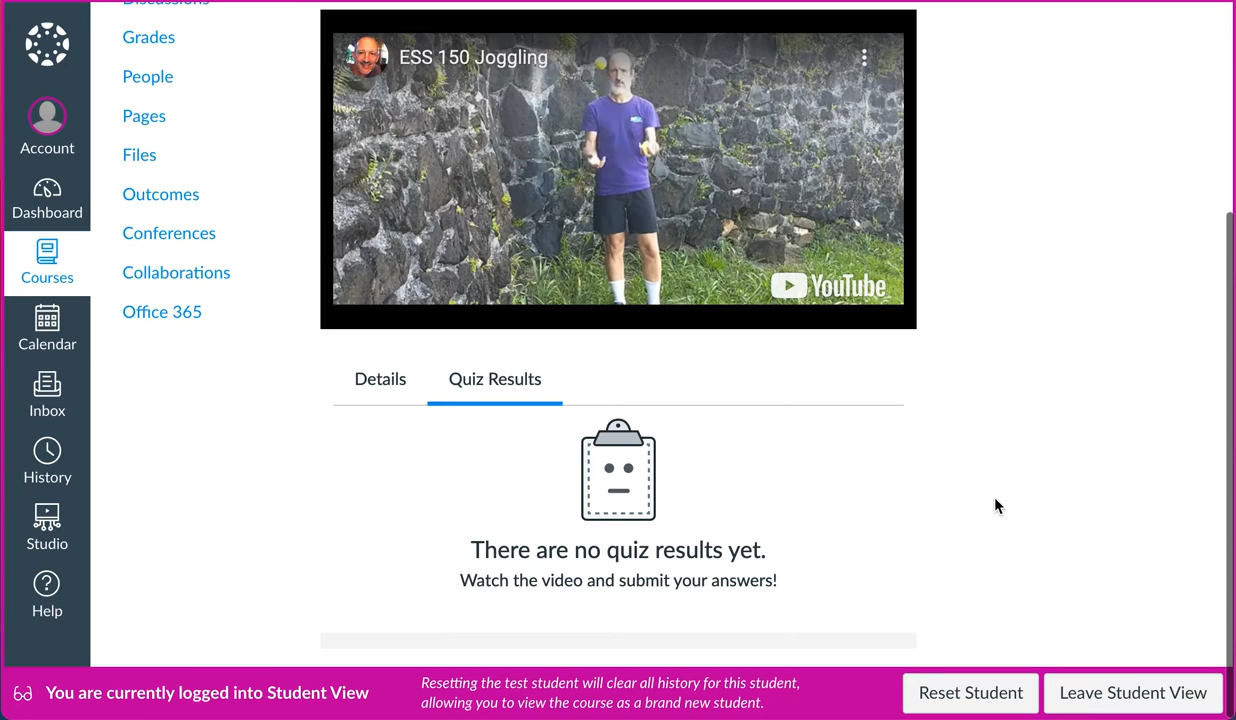 Discussions
Grades
People
Pages
Files
Outcomes
Conferences
Collaborations
Office 365
Account
Dashboard
Courses
Calendar
Inbox
History
Studio
Help
ESS 150 Joggling
YouTube
Details
Quiz Results
There are no quiz results yet.
Watch the video and submit your answers!
You are currently logged into Student View
Resetting the test student will clear all history for this student,
allowing you to view the course as a brand new student.
Reset Student
Leave Student View